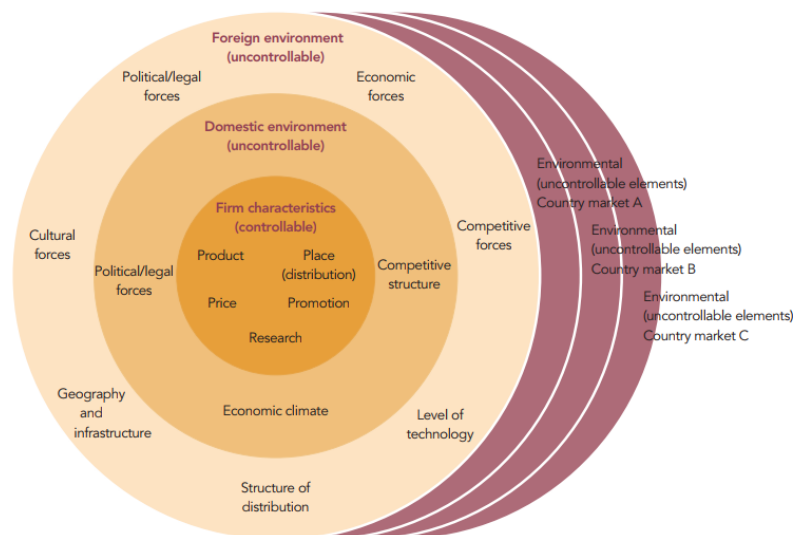 Foreign environment
(uncontrollable)
Political/legal
forces
Economic
forces
Domestic environment
(uncontrollable)
Environmental
(uncontrollable elements)
Country market A
Firm characteristics
(controllable)
Cultural
forces
Competitive
forces
Environmental
(uncontrollable elements)
Country market B
Product
Place
(distribution)
Political/legal
forces
Competitive
structure
Price
Promotion
Environmental
(uncontrollable elements)
Country market C
Research
Geography
and
infrastructure
Economic climate
Level of
technology
Structure of
distribution